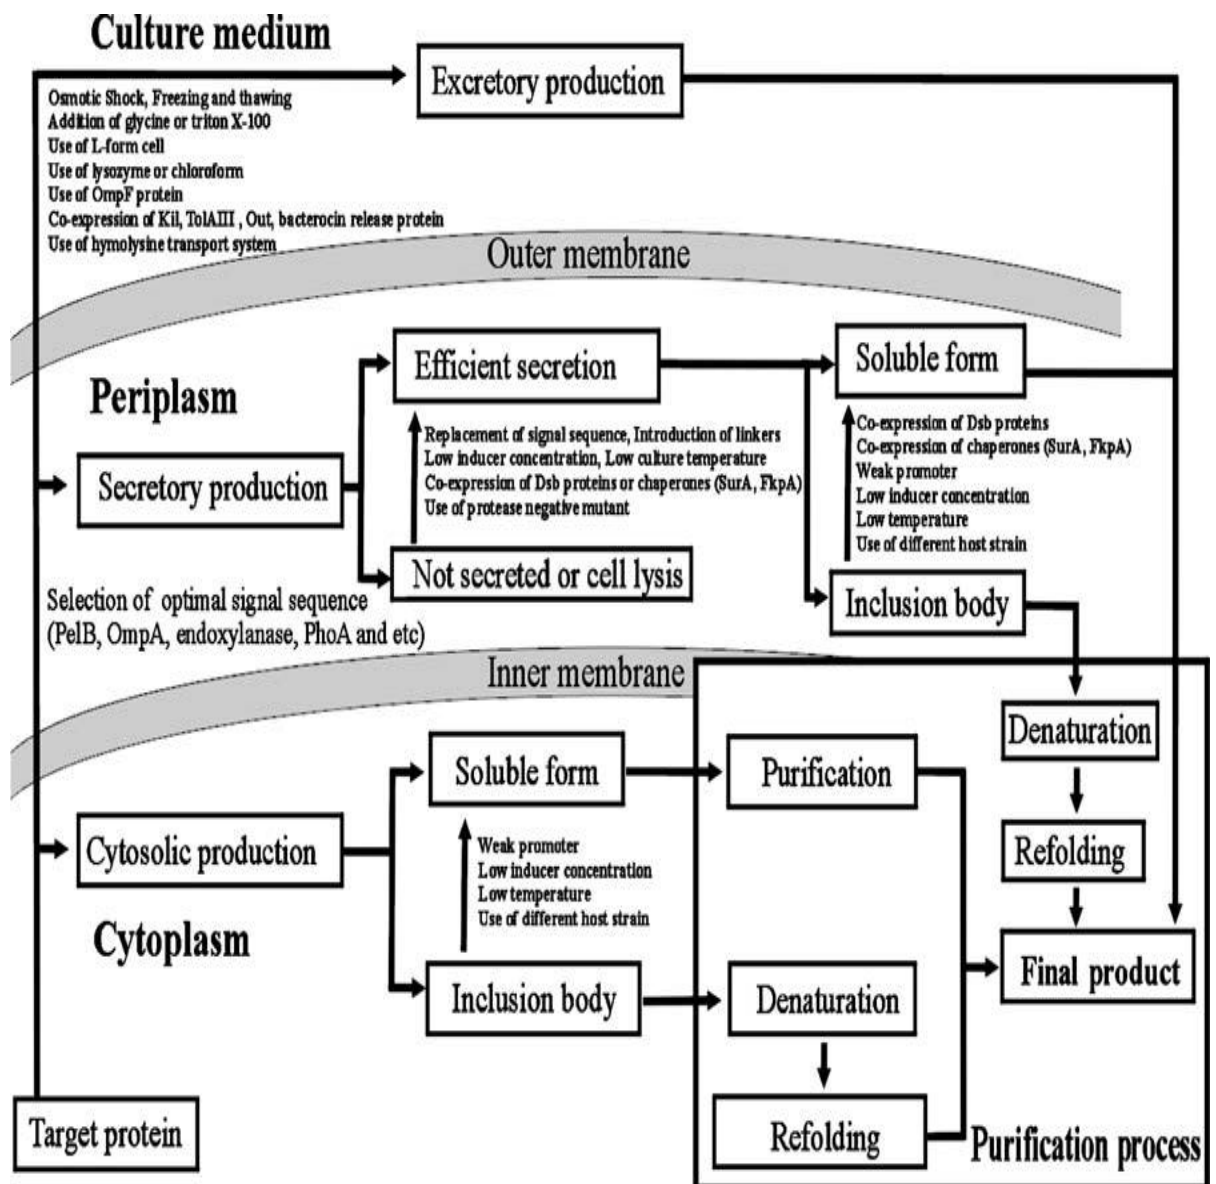 Culture medium
Excretory production
Osmotic Shock, Freezing and thawing
Addition of glycine or triton X-100
Use of L-form cell
Use of lysozyme or chloroform
Use of OmpF protein
Co-expression of Kil, TolAIII , Out, bacterocin release protein
Use of hymolysine transport system
Outer membrane
Periplasm
Efficient secretion
Soluble form
Replacement of signal sequence, Introduction of linkers
Low inducer concentration, Low culture temperature
Co-expression of Dsb proteins or chaperones (SurA, FkpA)
Use of protease negative mutant
Co-expression of Dsb proteins
Co-expression of chaperones (SurA, FkpA)
Weak promoter
Low inducer concentration
Low temperature
Use of different host strain
Secretory production
Not secreted or cell lysis
Inclusion body
Selection of optimal signal sequence
(PelB, OmpA, endoxylanase, PhoA and etc)
Inner membrane
Denaturation
Refolding
Soluble form
Purification
Cytosolic production
Weak promoter
Low inducer concentration
Low temperature
Use of different host strain
Cytoplasm
Inclusion body
Denaturation
Final product
Refolding
Purification process
Target protein